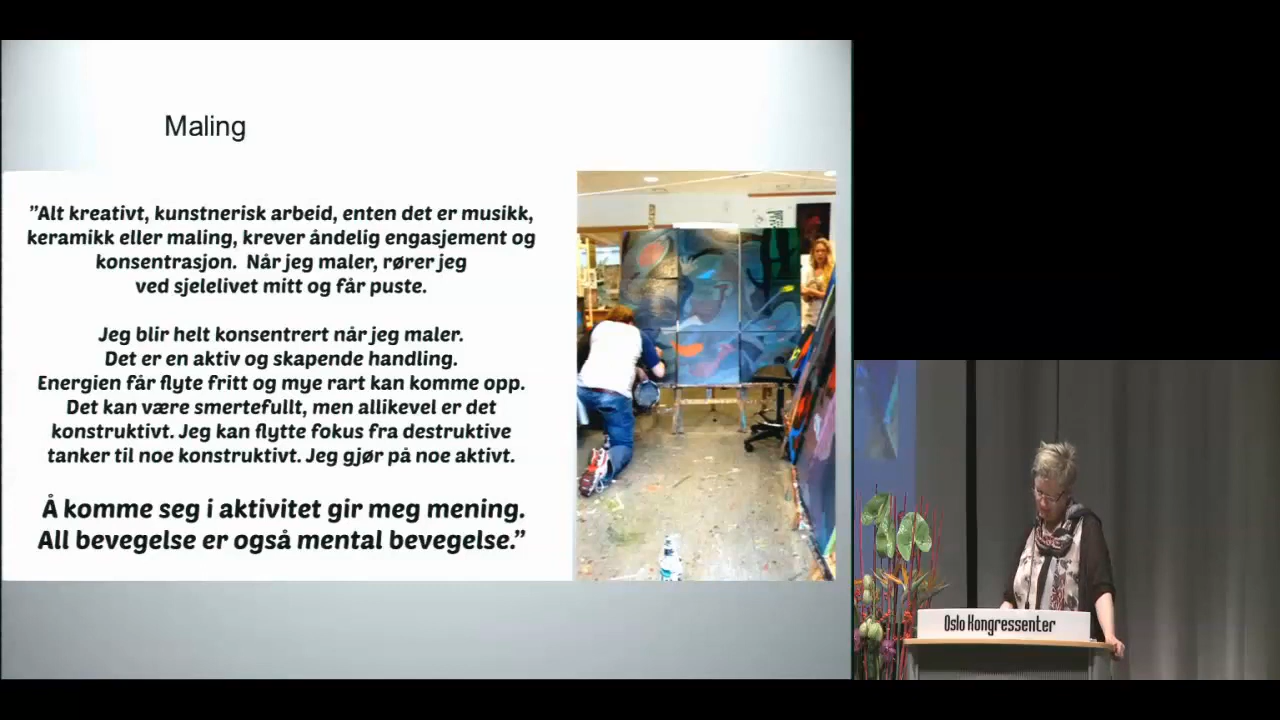 Maling
”Alt kreativt, kunstnerisk arbeid, enten det er musikk,
keramikk eller maling, krever åndelig engasjement og
konsentrasjon. Når jeg maler, rører jeg
ved sjelelivet mitt og får puste.
Jeg blir helt konsentrert når jeg maler.
Det er en aktiv og skapende handling.
Energien får flyte fritt og mye rart kan komme opp.
Det kan være smertefullt, men allikevel er det
konstruktivt. Jeg kan flytte fokus fra destruktive
tanker til noe konstruktivt. Jeg gjør på noe aktivt.
Å komme seg i aktivitet gir meg mening.
All bevegelse er også mental bevegelse.”
Oslo Kongressenter